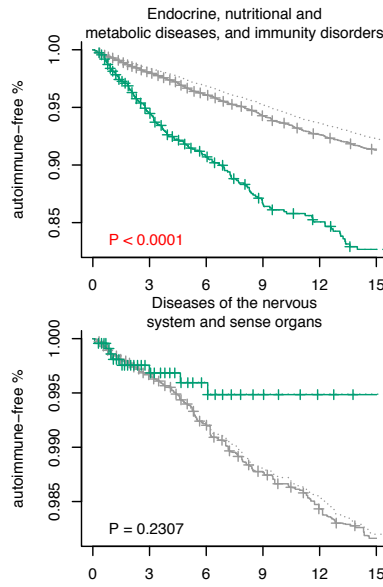 Endocrine, nutritional and
metabolic diseases, and immunity disorders
autoimmune-free %
1.00
0.95
0.90
0.85
P < 0.0001
0 3 6 9 12 15
Diseases of the nervous
system and sense organs
autoimmune-free %
1.000
0.995
0.990
0.985
P = 0.2307
0 3 6 9 12 15